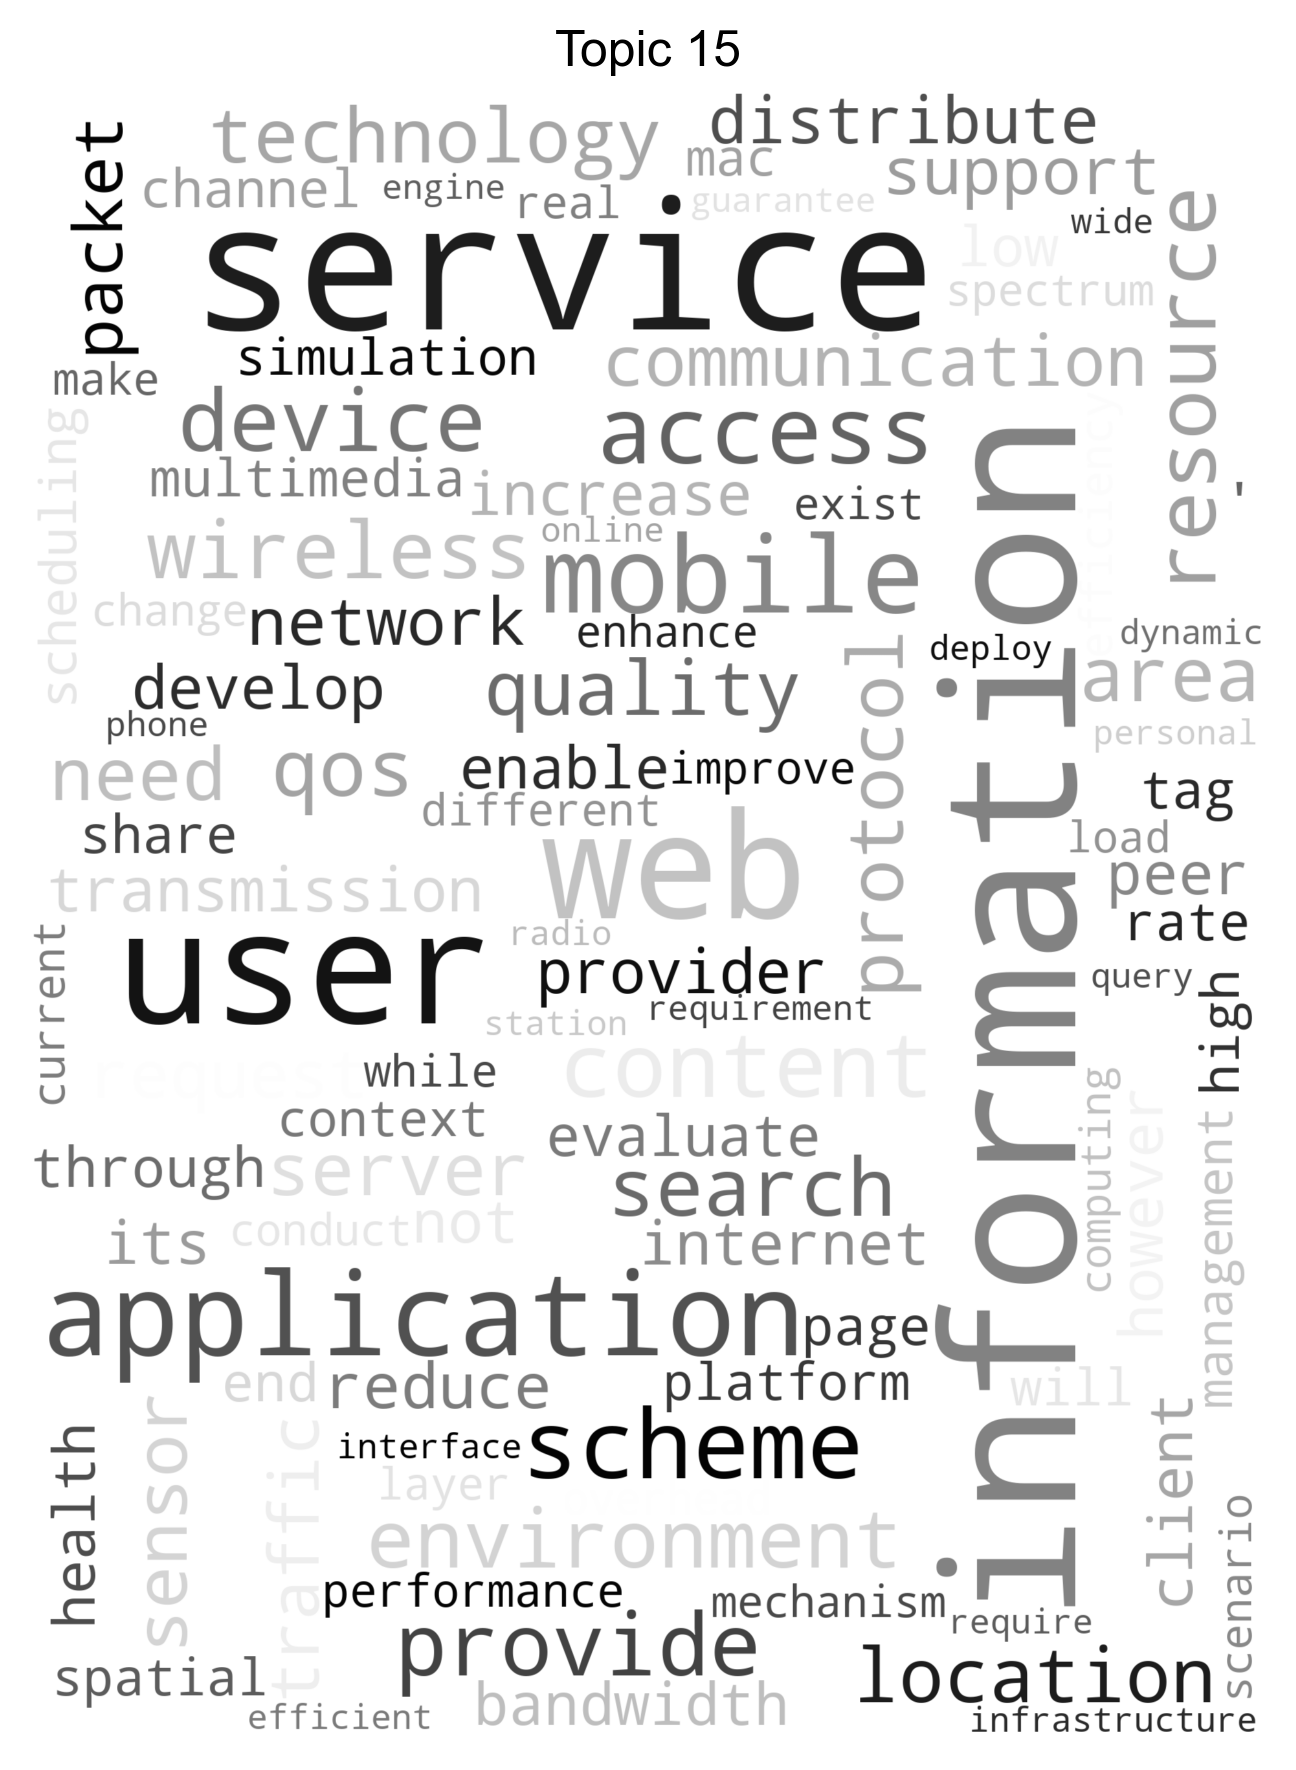 Topic 15
technology
distribute
packet
mac
support
channel
engine
real
guarantee
wide
service
low
resource
spectrum
simulation
communication
make
device
access
scheduling
multimedia
increase
exist
'
efficiency
wireless
online
mobile
information
change
network
enhance
deploy
dynamic
protocol
area
develop
quality
phone
personal
need
qos
enable
improve
tag
different
share
web
load
peer
transmission
user
radio
rate
current
provider
query
high
station
requirement
request
while
content
computing
context
evaluate
however
management
through
server
search
its
conduct
not
internet
application
page
end
reduce
platform
will
sensor
client
health
traffic
interface
scheme
layer
scenario
environment
performance
mechanism
require
provide
spatial
location
bandwidth
efficient
infrastructure